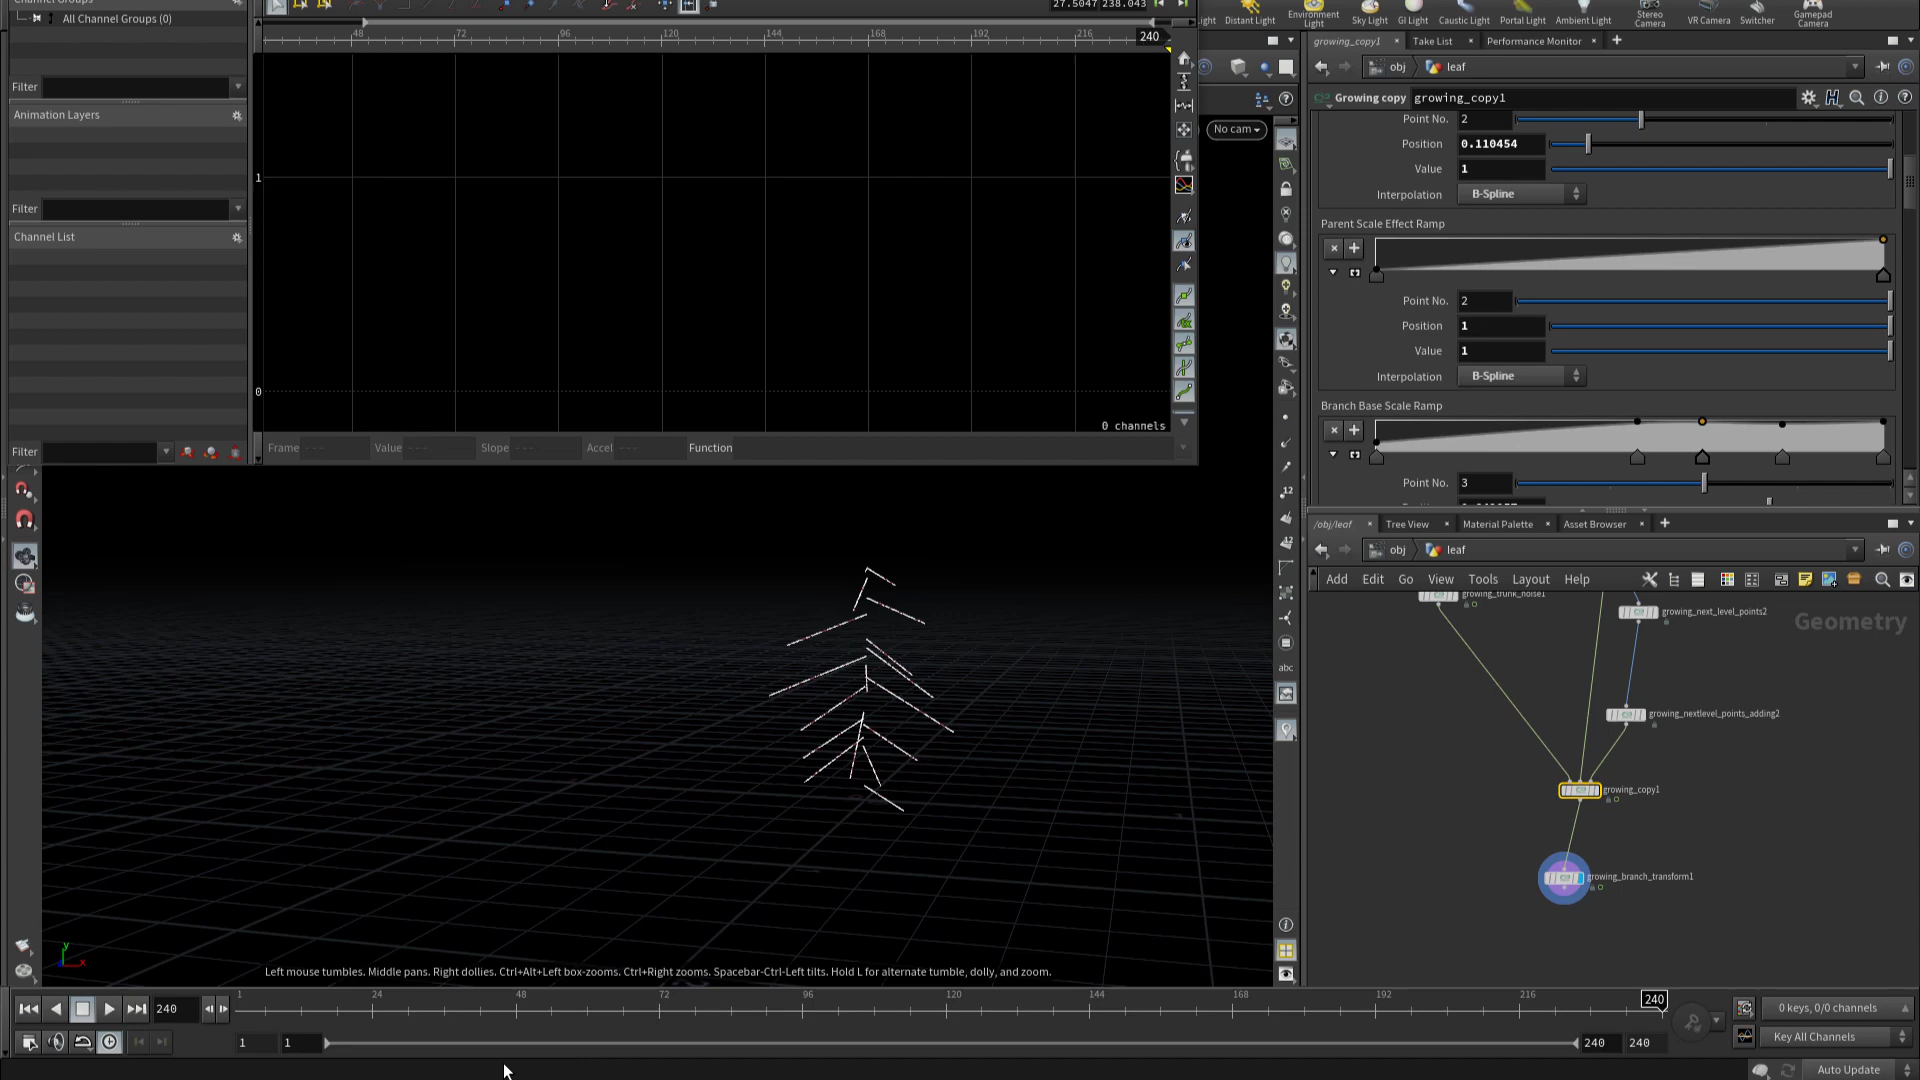 Channel Groups
All Channel Groups (0)
Filter
Animation Layers
Filter
Channel List
Filter
27.5047 238.043
48 72 96 120 144 168 192 216 240
1
0
0 channels
Frame Value Slope Accel Function
Distant Light
Environment Light
Sky Light
GI Light
Caustic Light
Portal Light
Ambient Light
Stereo Camera
VR Camera
Switcher
Gamepad Camera
growing_copy1 Take List Performance Monitor
obj leaf
Growing copy growing_copy1
Point No. 2
Position 0.110454
Value 1
Interpolation B-Spline
Parent Scale Effect Ramp
Point No. 2
Position 1
Value 1
Interpolation B-Spline
Branch Base Scale Ramp
Point No. 3
No cam
12
12
abc
/obj/leaf Tree View Material Palette Asset Browser
obj leaf
Add Edit Go View Tools Layout Help
Geometry
growing_trunk_noise1
growing_next_level_points2
growing_nextlevel_points_adding2
growing_copy1
growing_branch_transform1
y
x
Left mouse tumbles. Middle pans. Right dollies. Ctrl+Alt+Left box-zooms. Ctrl+Right zooms. Spacebar-Ctrl-Left tilts. Hold L for alternate tumble, dolly, and zoom.
240
1 24 48 72 96 120 144 168 192 216 240
0 keys, 0/0 channels
1 1 240 240
Key All Channels
Auto Update